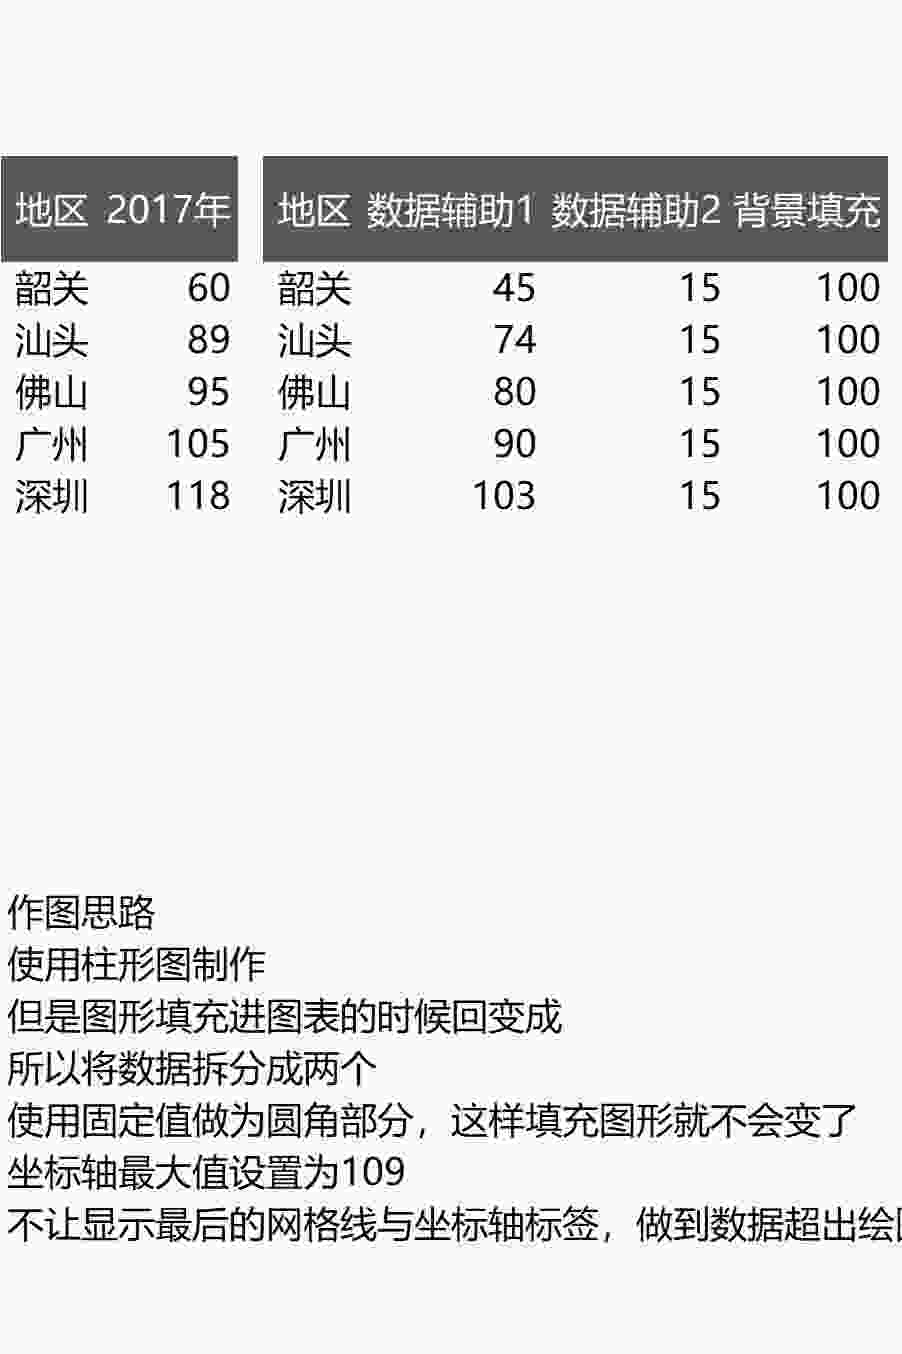 地区 2017年 地区 数据辅助1 数据辅助2 背景填充
韶关 60 韶关 45 15 100
汕头 89 汕头 74 15 100
佛山 95 佛山 80 15 100
广州 105 广州 90 15 100
深圳 118 深圳 103 15 100
作图思路
使用柱形图制作
但是图形填充进图表的时候回变成
所以将数据拆分成两个
使用固定值做为圆角部分，这样填充图形就不会变了
坐标轴最大值设置为109
不让显示最后的网格线与坐标轴标签，做到数据超出绘